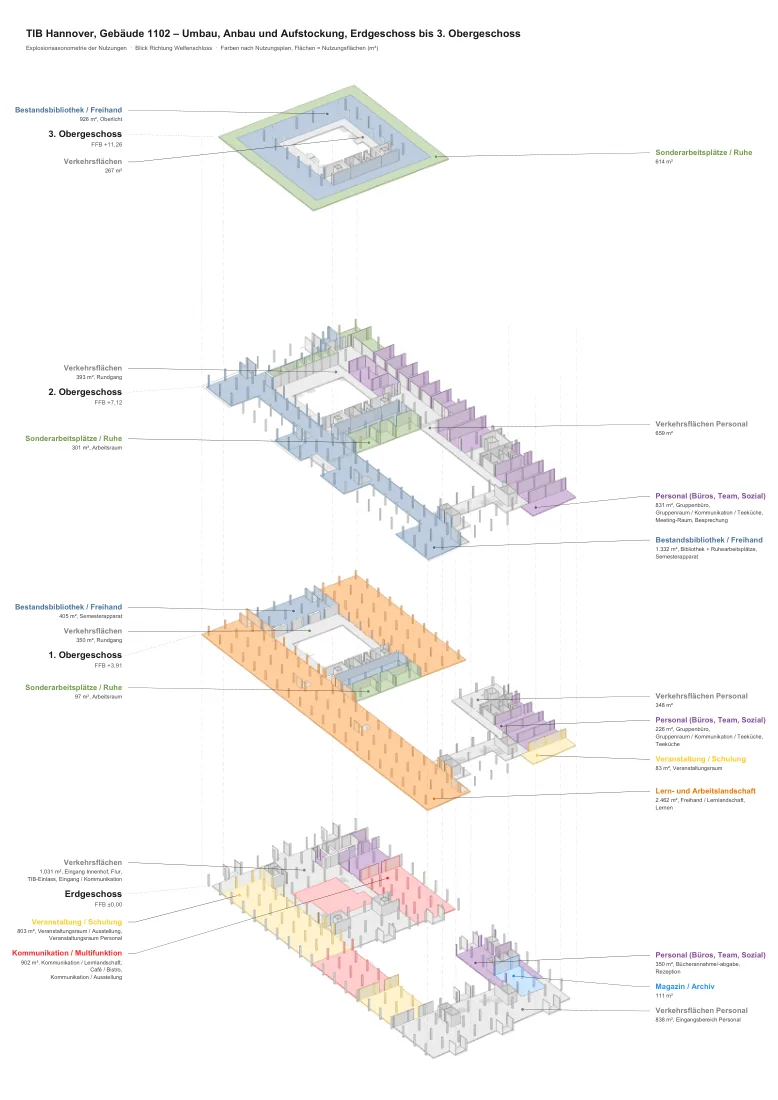 TIB Hannover, Gebäude 1102 – Umbau, Anbau und Aufstockung, Erdgeschoss bis 3. Obergeschoss
Explosionsaxonometrie der Nutzungen · Blick Richtung Welfenschloss · Farben nach Nutzungsplan, Flächen = Nutzungsflächen (m²)
Bestandsbibliothek / Freihand
928 m², Oberlicht
3. Obergeschoss
FFB +11,26
Verkehrsflächen
267 m²
Sonderarbeitsplätze / Ruhe
614 m²
Verkehrsflächen
393 m², Rundgang
2. Obergeschoss
FFB +7,12
Sonderarbeitsplätze / Ruhe
301 m², Arbeitsraum
Verkehrsflächen Personal
659 m²
Personal (Büros, Team, Sozial)
831 m², Gruppenbüro,
Gruppenraum / Kommunikation / Teeküche,
Meeting-Raum, Besprechung
Bestandsbibliothek / Freihand
1.332 m², Bibliothek + Ruhearbeitsplätze,
Semesterapparat
Bestandsbibliothek / Freihand
405 m², Semesterapparat
Verkehrsflächen
350 m², Rundgang
1. Obergeschoss
FFB +3,91
Sonderarbeitsplätze / Ruhe
97 m², Arbeitsraum
Verkehrsflächen Personal
348 m²
Personal (Büros, Team, Sozial)
226 m², Gruppenbüro,
Gruppenraum / Kommunikation / Teeküche,
Teeküche
Veranstaltung / Schulung
83 m², Veranstaltungsraum
Lern- und Arbeitslandschaft
2.462 m², Freihand / Lernlandschaft,
Lernen
Verkehrsflächen
1.031 m², Eingang Innenhof, Flur,
TIB-Einlass, Eingang / Kommunikation
Erdgeschoss
FFB ±0,00
Veranstaltung / Schulung
803 m², Veranstaltungsraum / Ausstellung,
Veranstaltungsraum Personal
Kommunikation / Multifunktion
902 m², Kommunikation / Lernlandschaft,
Café / Bistro,
Kommunikation / Ausstellung
Personal (Büros, Team, Sozial)
350 m², Bücherannahme/-abgabe,
Rezeption
Magazin / Archiv
111 m²
Verkehrsflächen Personal
838 m², Eingangsbereich Personal